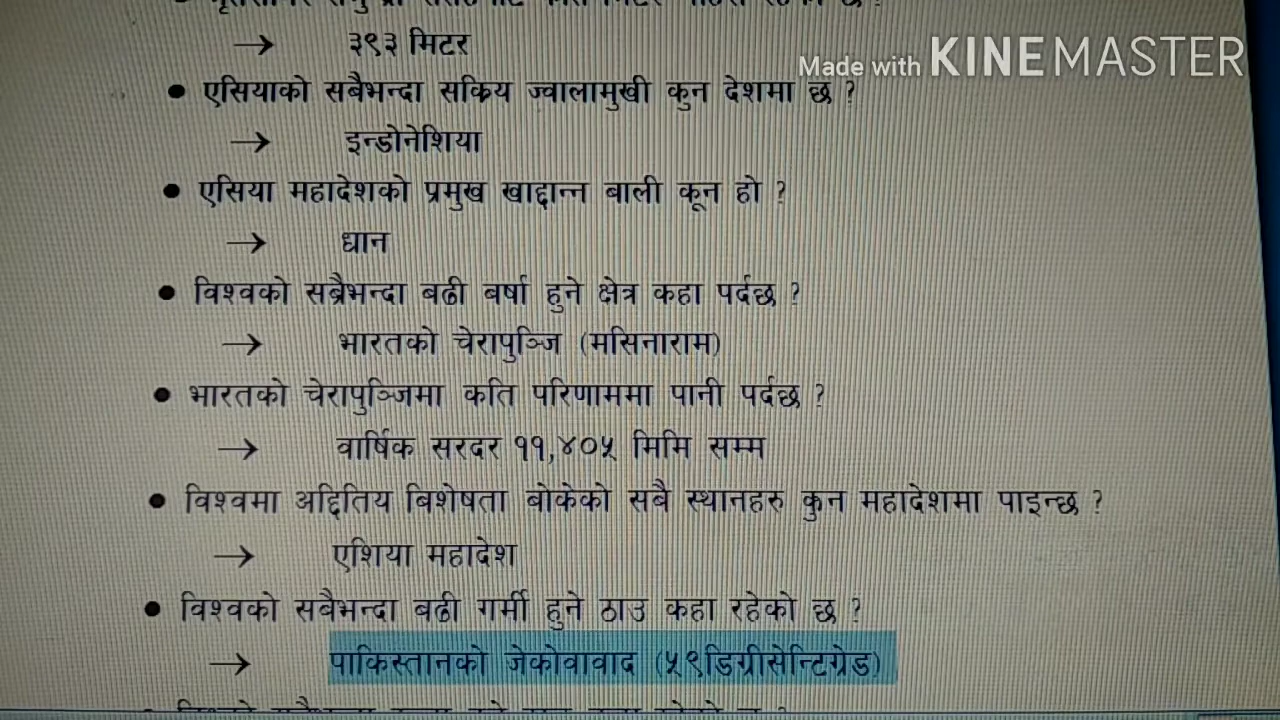 → ३९३ मिटर
Made with KINEMASTER
• एसियाको सबैभन्दा सक्रिय ज्वालामुखी कुन देशमा छ ?
→ इन्डोनेशिया
• एसिया महादेशको प्रमुख खाद्दान्न बाली कून हो ?
→ धान
• विश्वको सबैभन्दा बढी बर्षा हुने क्षेत्र कहा पर्दछ ?
→ भारतको चेरापुञ्जि (मसिनाराम)
• भारतको चेरापुञ्जिमा कति परिणाममा पानी पर्दछ ?
→ वार्षिक सरदर ११,४०५ मिमि सम्म
• विश्वमा अद्दितिय बिशेषता बोकेको सबै स्थानहरु कुन महादेशमा पाइन्छ ?
→ एशिया महादेश
• विश्वको सबैभन्दा बढी गर्मी हुने ठाउ कहा रहेको छ ?
→ पाकिस्तानको जेकोवावाद (५९डिग्रीसेन्टिग्रेड)